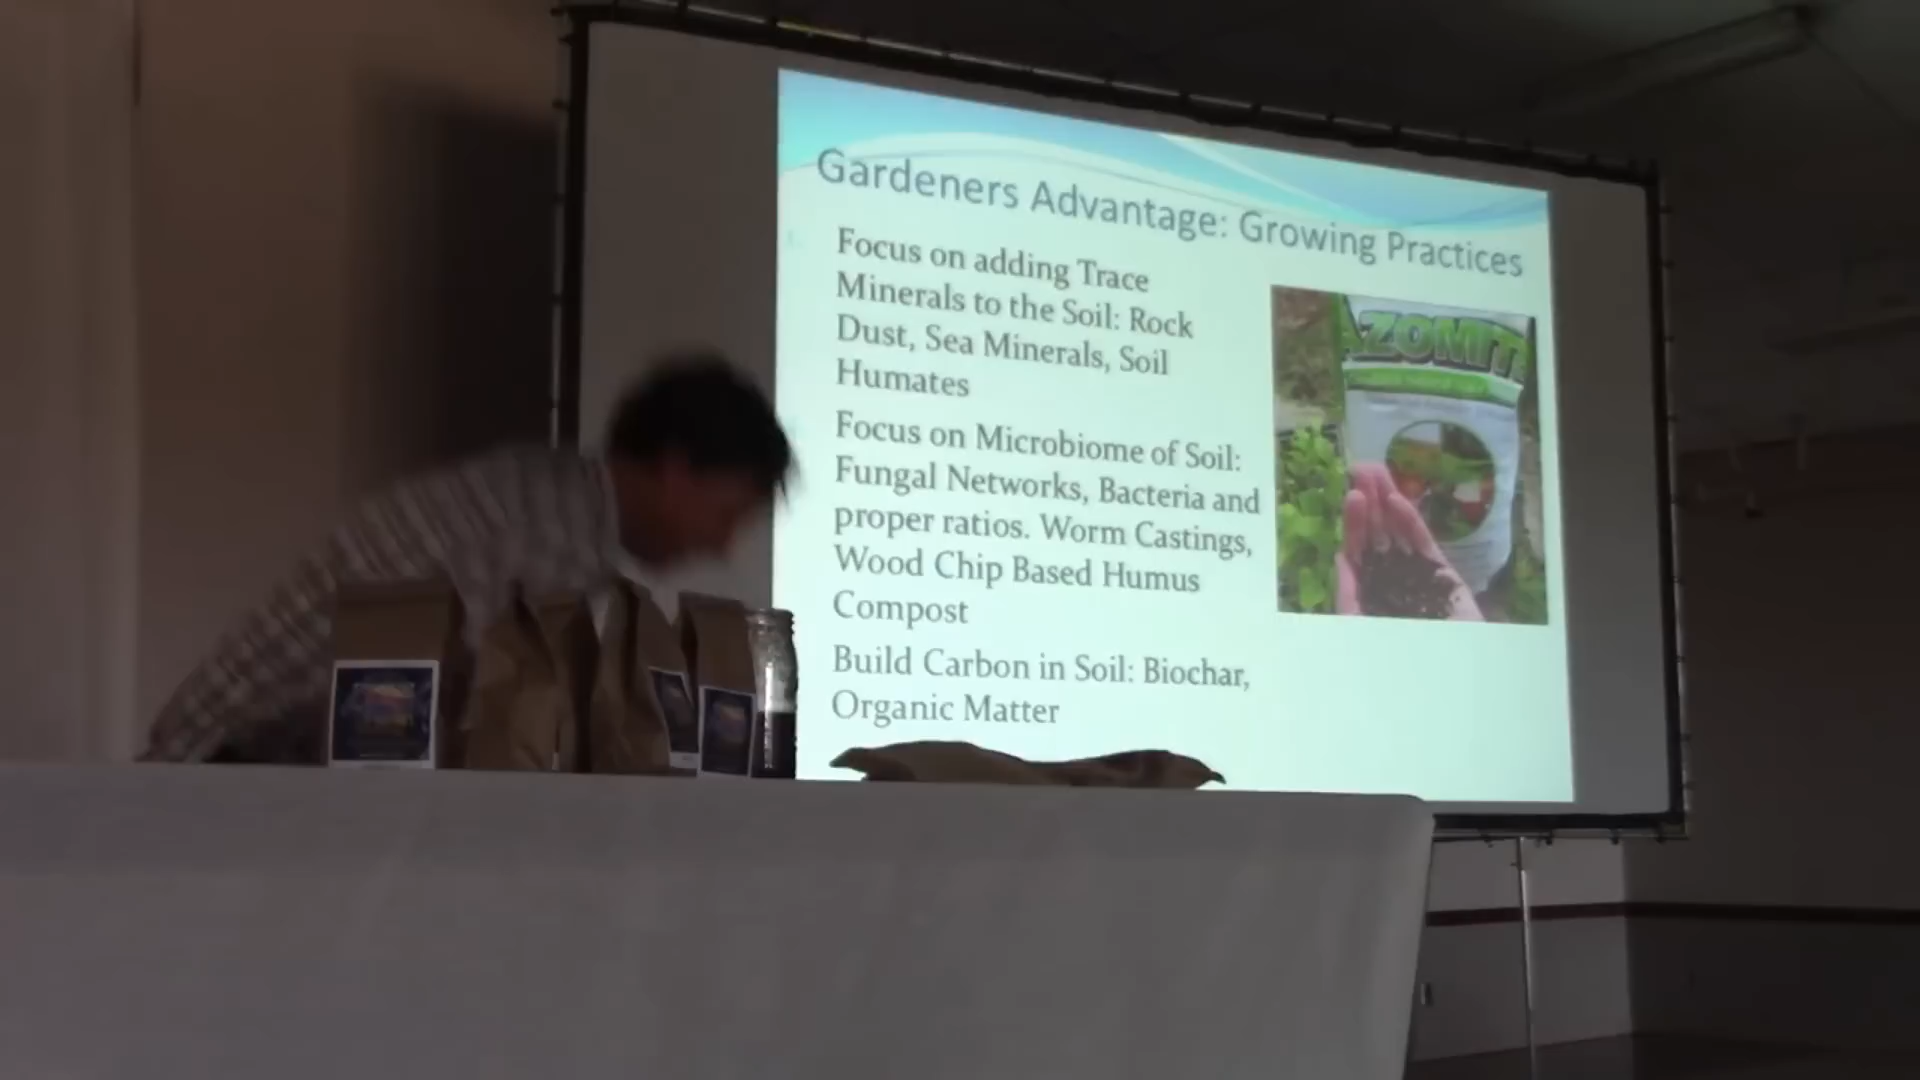 Gardeners Advantage: Growing Practices
Focus on adding Trace
Minerals to the Soil: Rock
Dust, Sea Minerals, Soil
Humates
Focus on Microbiome of Soil:
Fungal Networks, Bacteria and
proper ratios. Worm Castings,
Wood Chip Based Humus
Compost
Build Carbon in Soil: Biochar,
Organic Matter
AZOMITE